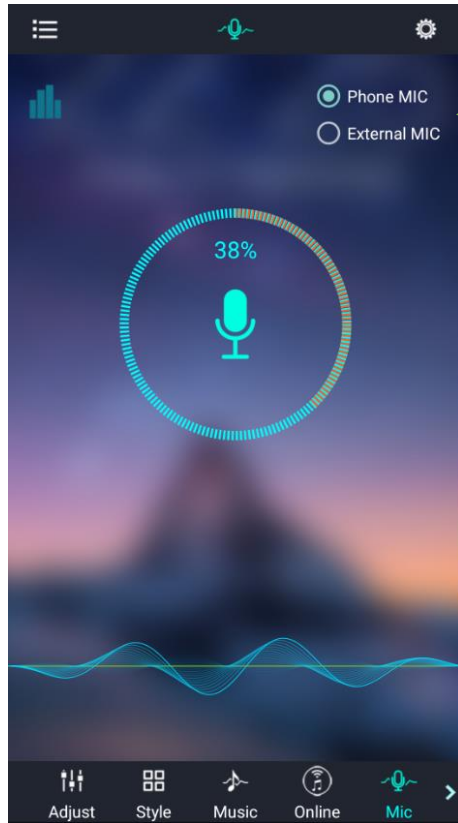 Phone MIC
External MIC
38%
Adjust
Style
Music
Online
Mic